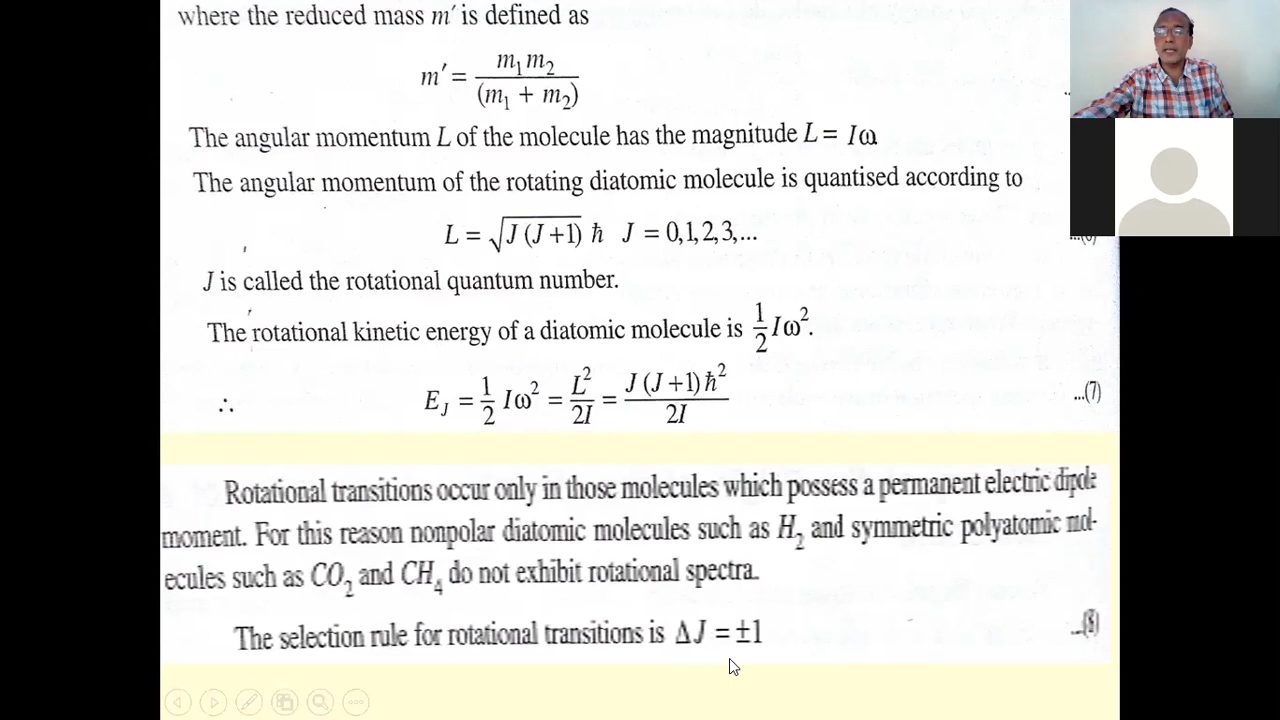 where the reduced mass m′ is defined as
m′ = m₁ m₂ / (m₁ + m₂)
The angular momentum L of the molecule has the magnitude L = Iω
The angular momentum of the rotating diatomic molecule is quantised according to
L = √J (J +1) ħ J = 0,1,2,3,...
J is called the rotational quantum number.
The rotational kinetic energy of a diatomic molecule is 1/2 Iω².
∴ E_J = 1/2 Iω² = L²/2I = J (J +1) ħ²/2I ...(7)
Rotational transitions occur only in those molecules which possess a permanent electric dipole
moment. For this reason nonpolar diatomic molecules such as H₂ and symmetric polyatomic mol-
ecules such as CO₂ and CH₄ do not exhibit rotational spectra.
The selection rule for rotational transitions is ΔJ = ±1 ...(8)